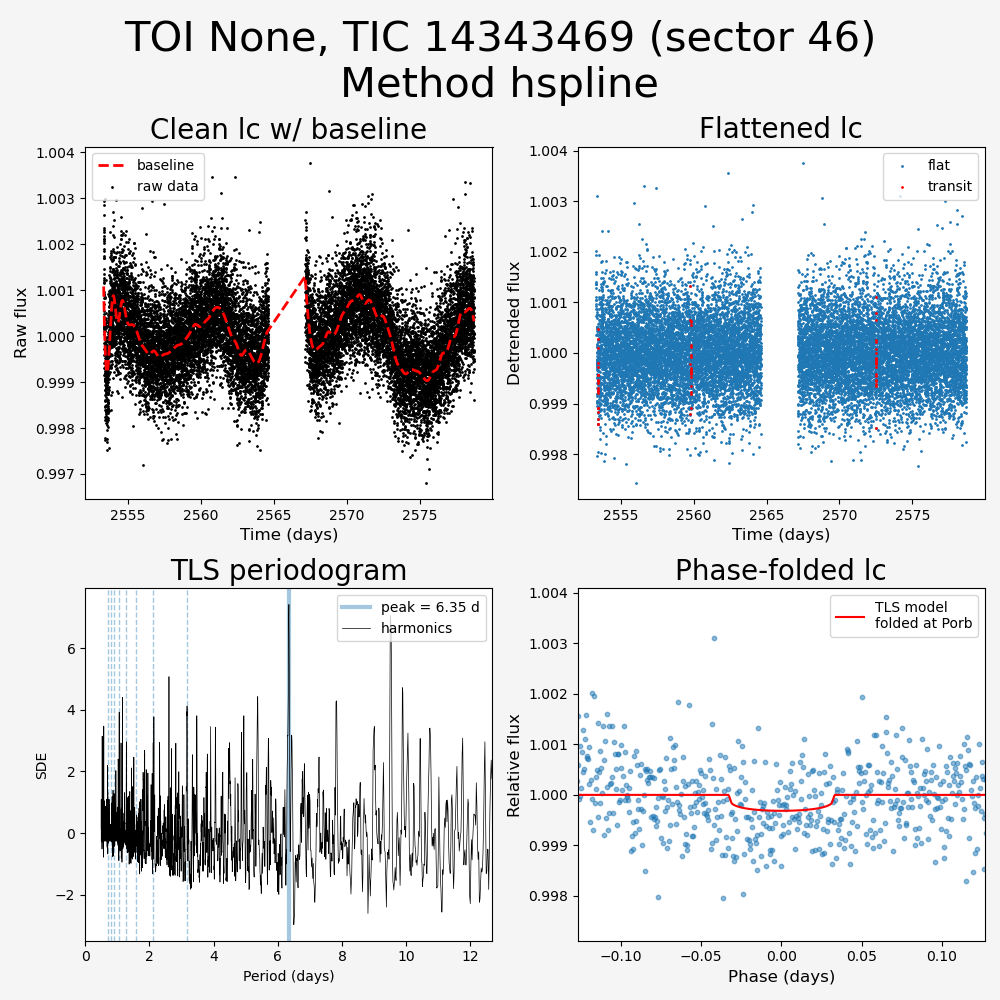 TOI None, TIC 14343469 (sector 46)
Method hspline
Clean lc w/ baseline
Flattened lc
baseline
raw data
flat
transit
1.004
1.003
1.002
1.001
1.000
0.999
0.998
0.997
Raw flux
2555
2560
2565
2570
2575
Time (days)
1.004
1.003
1.002
1.001
1.000
0.999
0.998
Detrended flux
2555
2560
2565
2570
2575
Time (days)
TLS periodogram
Phase-folded lc
peak = 6.35 d
harmonics
TLS model
folded at Porb
6
4
2
0
−2
SDE
0
2
4
6
8
10
12
Period (days)
1.004
1.003
1.002
1.001
1.000
0.999
0.998
Relative flux
−0.10
−0.05
0.00
0.05
0.10
Phase (days)